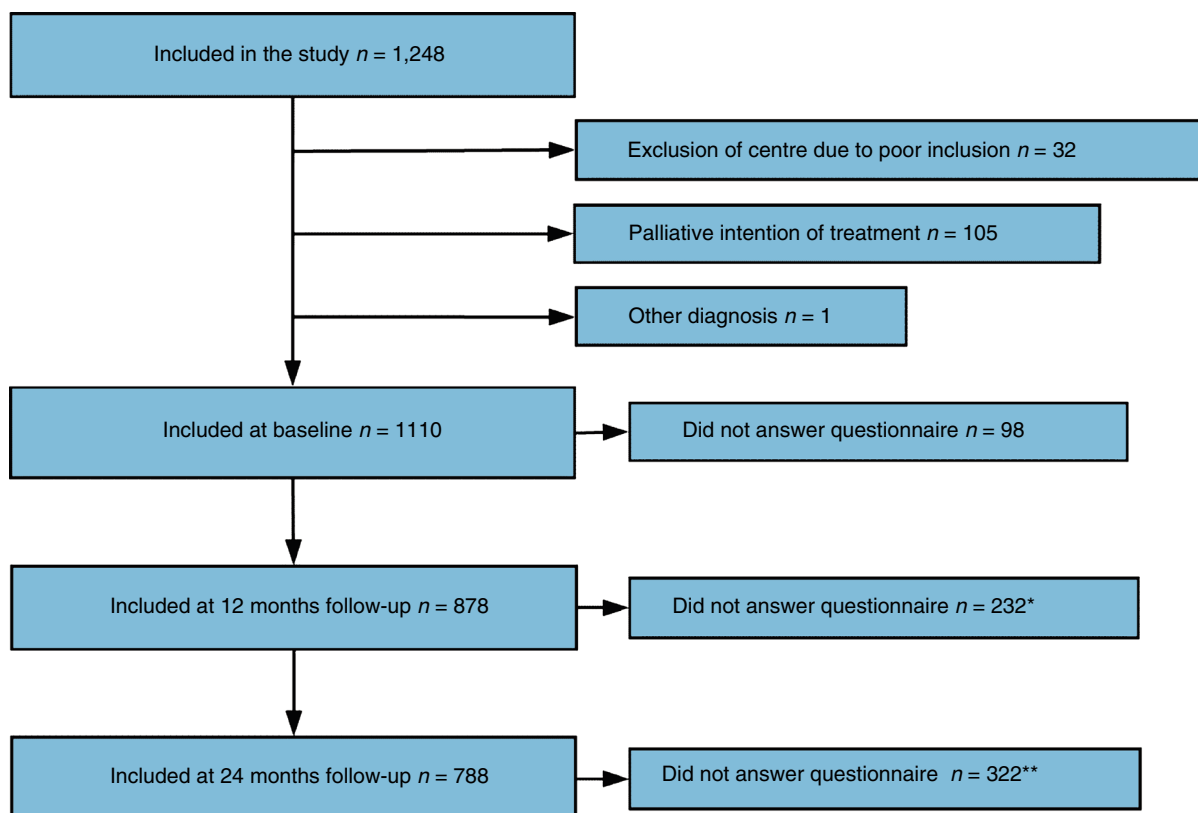 Included in the study n = 1,248
Exclusion of centre due to poor inclusion n = 32
Palliative intention of treatment n = 105
Other diagnosis n = 1
Included at baseline n = 1110
Did not answer questionnaire n = 98
Included at 12 months follow-up n = 878
Did not answer questionnaire n = 232*
Included at 24 months follow-up n = 788
Did not answer questionnaire n = 322**